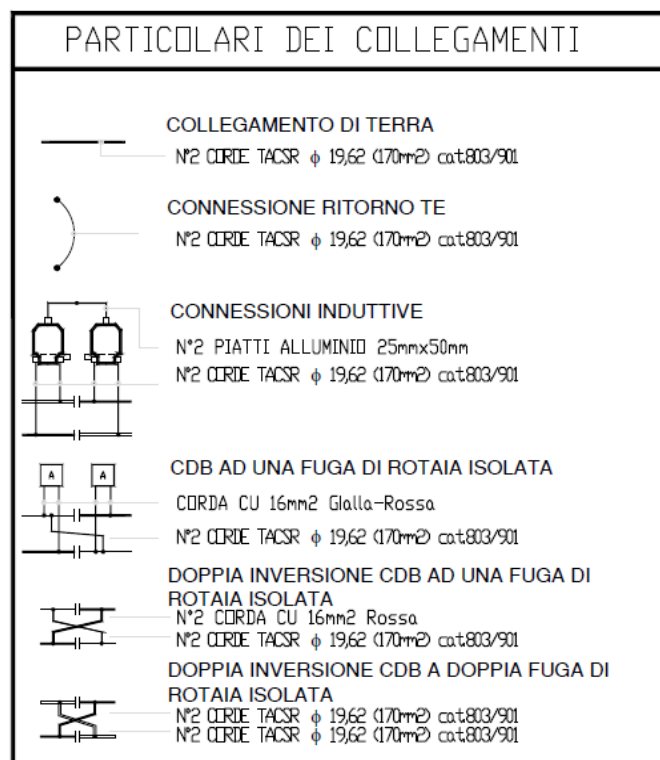 PARTICOLARI DEI COLLEGAMENTI
COLLEGAMENTO DI TERRA
N°2 CORDE TACSR ϕ 19,62 (170mm2) cat.803/901
CONNESSIONE RITORNO TE
N°2 CORDE TACSR ϕ 19,62 (170mm2) cat.803/901
CONNESSIONI INDUTTIVE
N°2 PIATTI ALLUMINIO 25mmx50mm
N°2 CORDE TACSR ϕ 19,62 (170mm2) cat.803/901
A A
CDB AD UNA FUGA DI ROTAIA ISOLATA
CORDA CU 16mm2 GIalla-Rossa
N°2 CORDE TACSR ϕ 19,62 (170mm2) cat.803/901
DOPPIA INVERSIONE CDB AD UNA FUGA DI
ROTAIA ISOLATA
N°2 CORDA CU 16mm2 Rossa
N°2 CORDE TACSR ϕ 19,62 (170mm2) cat.803/901
DOPPIA INVERSIONE CDB A DOPPIA FUGA DI
ROTAIA ISOLATA
N°2 CORDE TACSR ϕ 19,62 (170mm2) cat.803/901
N°2 CORDE TACSR ϕ 19,62 (170mm2) cat.803/901